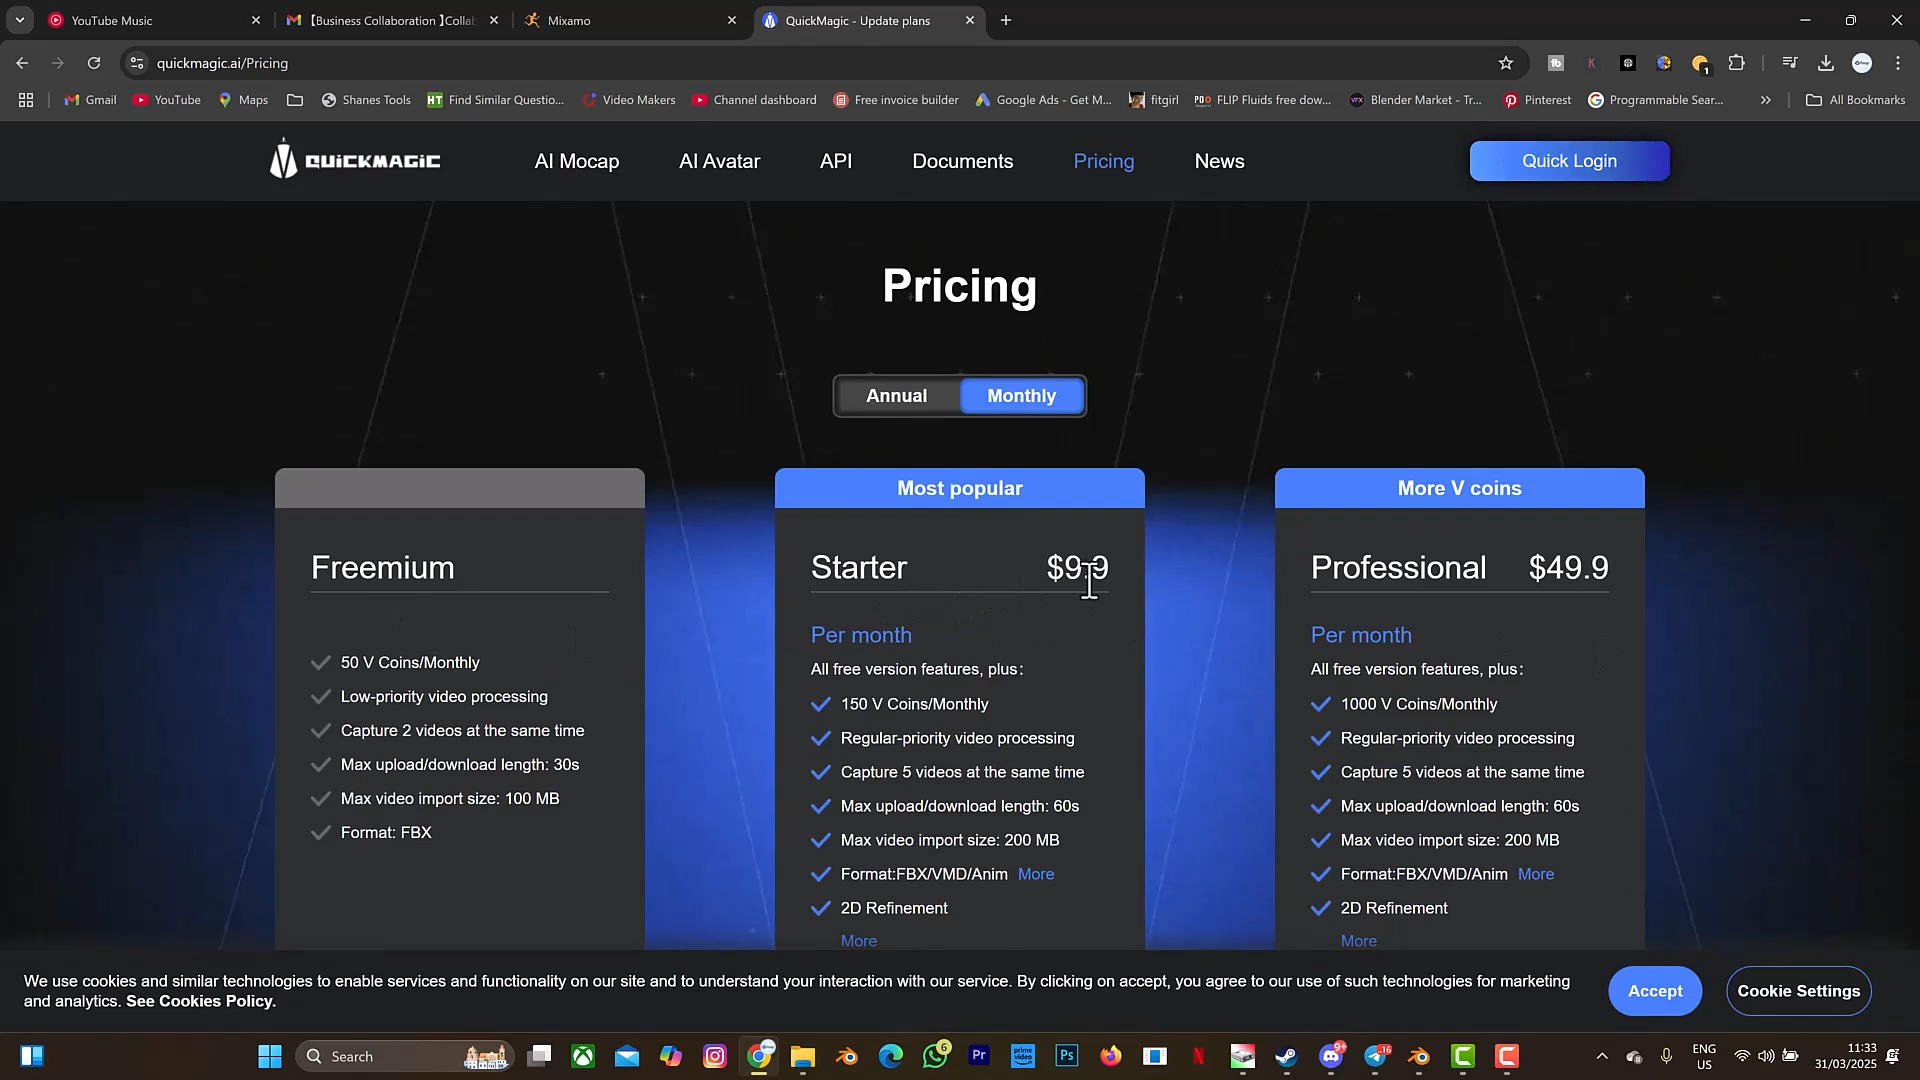 YouTube Music
【Business Collaboration 】Colla
Mixamo
QuickMagic - Update plans
quickmagic.ai/Pricing
1
Gmail
YouTube
Maps
Shanes Tools
HT
Find Similar Questio...
Video Makers
Channel dashboard
Free invoice builder
Google Ads - Get M...
fitgirl
FLIP Fluids free dow...
Blender Market - Tr...
Pinterest
Programmable Sear...
All Bookmarks
QUICKMAGIC
AI Mocap
AI Avatar
API
Documents
Pricing
News
Quick Login
Pricing
Annual
Monthly
Most popular
More V coins
Freemium
50 V Coins/Monthly
Low-priority video processing
Capture 2 videos at the same time
Max upload/download length: 30s
Max video import size: 100 MB
Format: FBX
Starter
$9.9
Per month
All free version features, plus:
150 V Coins/Monthly
Regular-priority video processing
Capture 5 videos at the same time
Max upload/download length: 60s
Max video import size: 200 MB
Format:FBX/VMD/Anim More
2D Refinement
More
Professional
$49.9
Per month
All free version features, plus:
1000 V Coins/Monthly
Regular-priority video processing
Capture 5 videos at the same time
Max upload/download length: 60s
Max video import size: 200 MB
Format:FBX/VMD/Anim More
2D Refinement
More
We use cookies and similar technologies to enable services and functionality on our site and to understand your interaction with our service. By clicking on accept, you agree to our use of such technologies for marketing
and analytics. See Cookies Policy.
Accept
Cookie Settings
Search
6
Pr
prime video
Ps
N
9+
16
C
C
ENG
US
11:33
31/03/2025